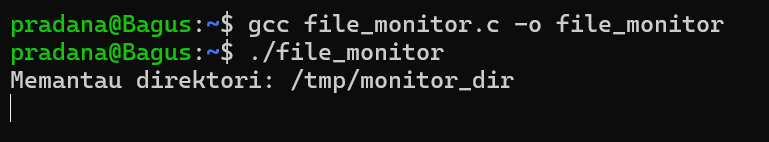 pradana@Bagus:~$ gcc file_monitor.c -o file_monitor
pradana@Bagus:~$ ./file_monitor
Memantau direktori: /tmp/monitor_dir